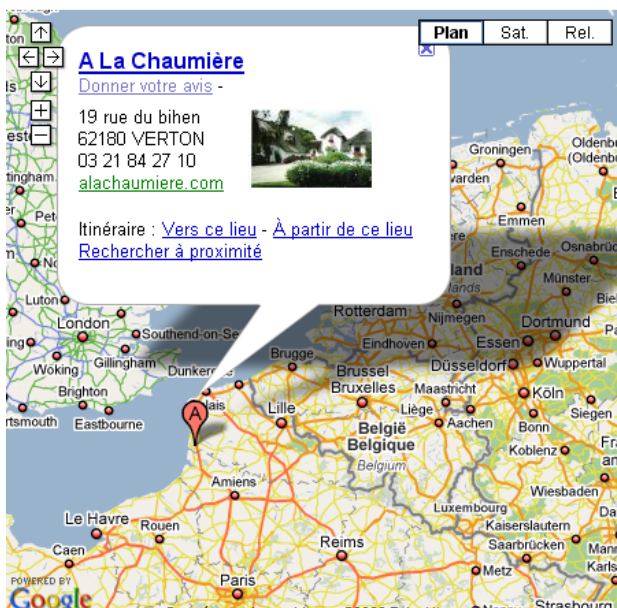 Plan
Sat.
Rel.
A La Chaumière
Donner votre avis -
19 rue du bihen
62180 VERTON
03 21 84 27 10
alachaumiere.com
Itinéraire : Vers ce lieu - À partir de ce lieu
Rechercher à proximité
Groningen
Emmen
Enschede
Osnabrüc
Münster
Luton
London
Southend-on-Se
Rotterdam
Nijmegen
Dortmund
Eindhoven
Essen
Woking
Gillingham
Dunkerq
Brugge
Brussel
Bruxelles
Düsseldorf
Wuppertal
Brighton
rtsmouth
Eastbourne
Lille
Maastricht
Köln
A
Liège
Aachen
Bonn
Siegen
België
Belgique
Belgium
Koblenz
Amiens
Wiesbaden
Luxembourg
Le Havre
Rouen
Kaiserslautern
Caen
Reims
Saarbrücken
Metz
Paris
Strasbourg
POWERED BY
Google